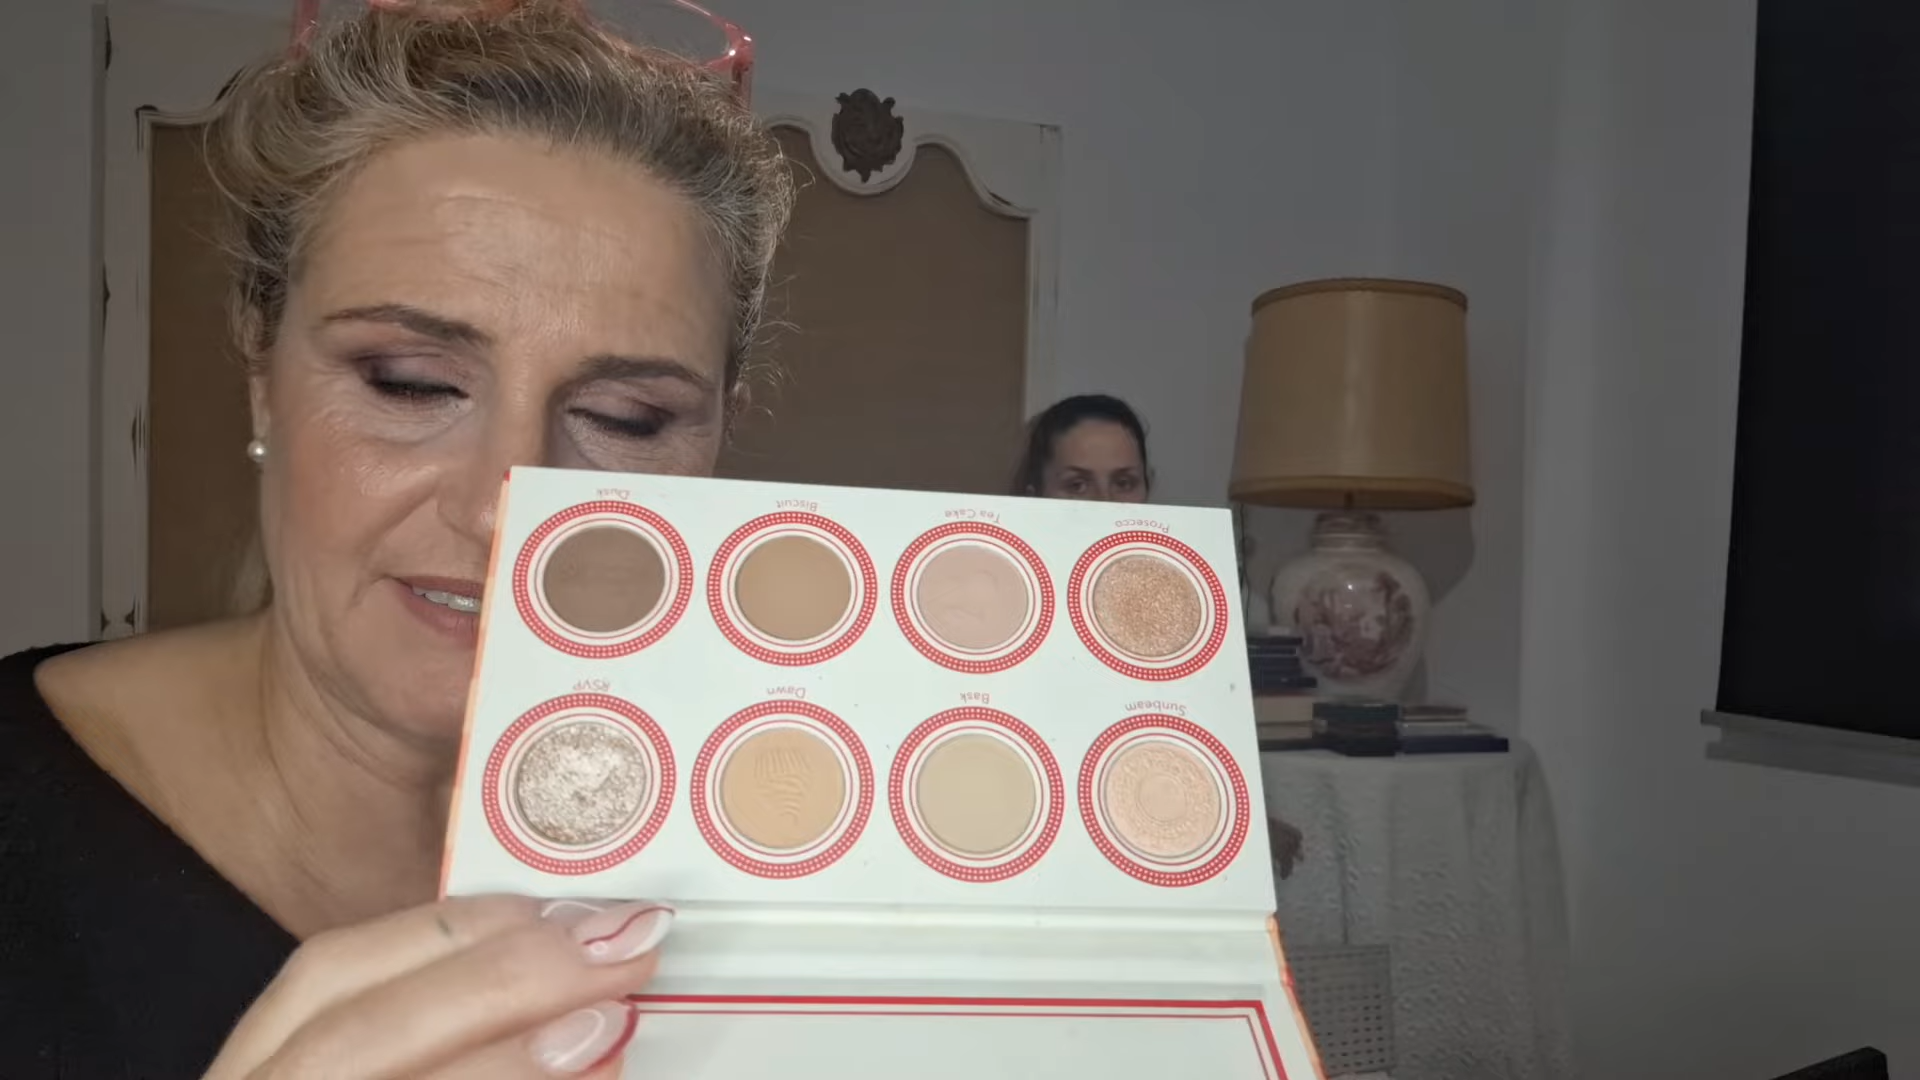 Sunbeam
Bask
Dawn
RSVP
Prosecco
Tea Cake
Biscuit
Dusk